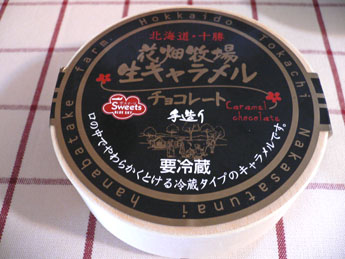 北海道・十勝
花畑牧場
生キャラメル
チョコレート
Caramel
chocolate
Sweets
手造り
要冷蔵
口の中でやわらかくとける冷蔵タイプのキャラメルです。
hanabatake farm Hokkaido Tokachi Nakasatsunai